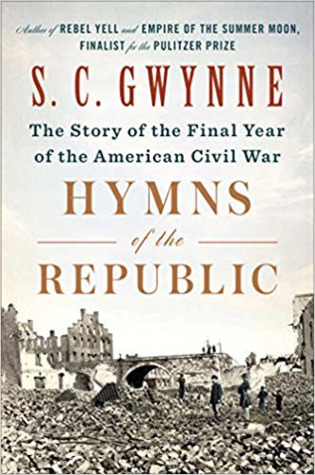 Author of REBEL YELL and EMPIRE OF THE SUMMER MOON,
FINALIST for the PULITZER PRIZE
S. C. GWYNNE
The Story of the Final Year
of the American Civil War
HYMNS
of the
REPUBLIC